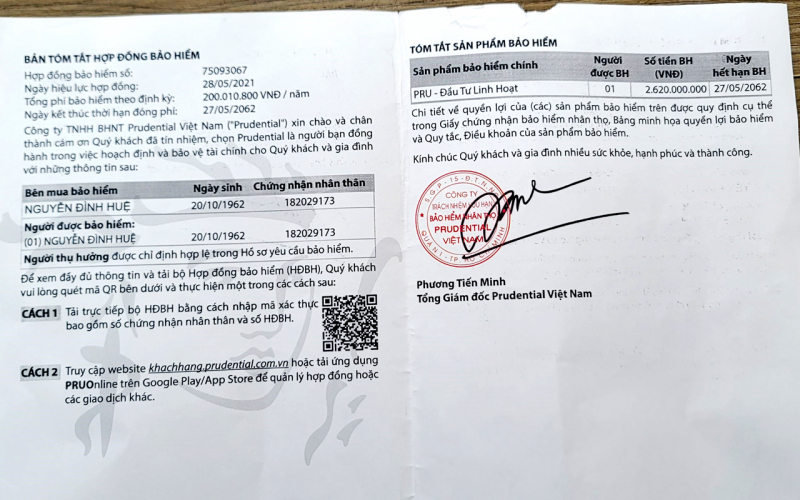 BẢN TÓM TẮT HỢP ĐỒNG BẢO HIỂM
Hợp đồng bảo hiểm số: 75093067
Ngày hiệu lực hợp đồng: 28/05/2021
Tổng phí bảo hiểm theo định kỳ: 200.010.800 VNĐ / năm
Ngày kết thúc thời hạn đóng phí: 27/05/2062
Công ty TNHH BHNT Prudential Việt Nam ("Prudential") xin chào và chân
thành cám ơn Quý khách đã tín nhiệm, chọn Prudential là người bạn đồng
hành trong việc hoạch định và bảo vệ tài chính cho Quý khách và gia đình
với những thông tin sau:
Bên mua bảo hiểm Ngày sinh Chứng nhận nhân thân
NGUYỄN ĐÌNH HUỆ 20/10/1962 182029173
Người được bảo hiểm:
(01) NGUYỄN ĐÌNH HUỆ 20/10/1962 182029173
Người thụ hưởng được chỉ định hợp lệ trong Hồ sơ yêu cầu bảo hiểm.
Để xem đầy đủ thông tin và tải bộ Hợp đồng bảo hiểm (HĐBH), Quý khách
vui lòng quét mã QR bên dưới và thực hiện một trong các cách sau:
CÁCH 1 Tải trực tiếp bộ HĐBH bằng cách nhập mã xác thực
bao gồm số chứng nhận nhân thân và số HĐBH.
CÁCH 2 Truy cập website khachhang.prudential.com.vn hoặc tải ứng dụng
PRUOnline trên Google Play/App Store để quản lý hợp đồng hoặc
các giao dịch khác.
TÓM TẮT SẢN PHẨM BẢO HIỂM
Sản phẩm bảo hiểm chính Người được BH Số tiền BH (VNĐ) Ngày hết hạn BH
PRU - Đầu Tư Linh Hoạt 01 2.620.000.000 27/05/2062
Chi tiết về quyền lợi của (các) sản phẩm bảo hiểm trên được quy định cụ thể
trong Giấy chứng nhận bảo hiểm nhân thọ, Bảng minh họa quyền lợi bảo hiểm
và Quy tắc, Điều khoản của sản phẩm bảo hiểm.
Kính chúc Quý khách và gia đình nhiều sức khỏe, hạnh phúc và thành công.
CÔNG TY
TRÁCH NHIỆM HỮU HẠN
BẢO HIỂM NHÂN THỌ
PRUDENTIAL
VIỆT NAM
Phương Tiến Minh
Tổng Giám đốc Prudential Việt Nam